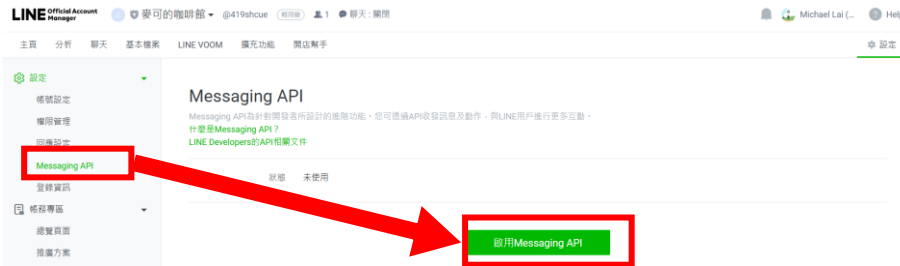 LINE Official Account Manager 麥可的咖啡館 @419shcue 輕用量 1 聊天:關閉 Michael Lai (... Help
主頁 分析 聊天 基本檔案 LINE VOOM 擴充功能 開店幫手 設定
設定
帳號設定
權限管理
回應設定
Messaging API
登錄資訊
帳務專區
總覽頁面
推廣方案
Messaging API
Messaging API為針對開發者所設計的進階功能。您可透過API收發訊息及動作，與LINE用戶進行更多互動。
什麼是Messaging API？
LINE Developers的API相關文件
狀態 未使用
啟用Messaging API